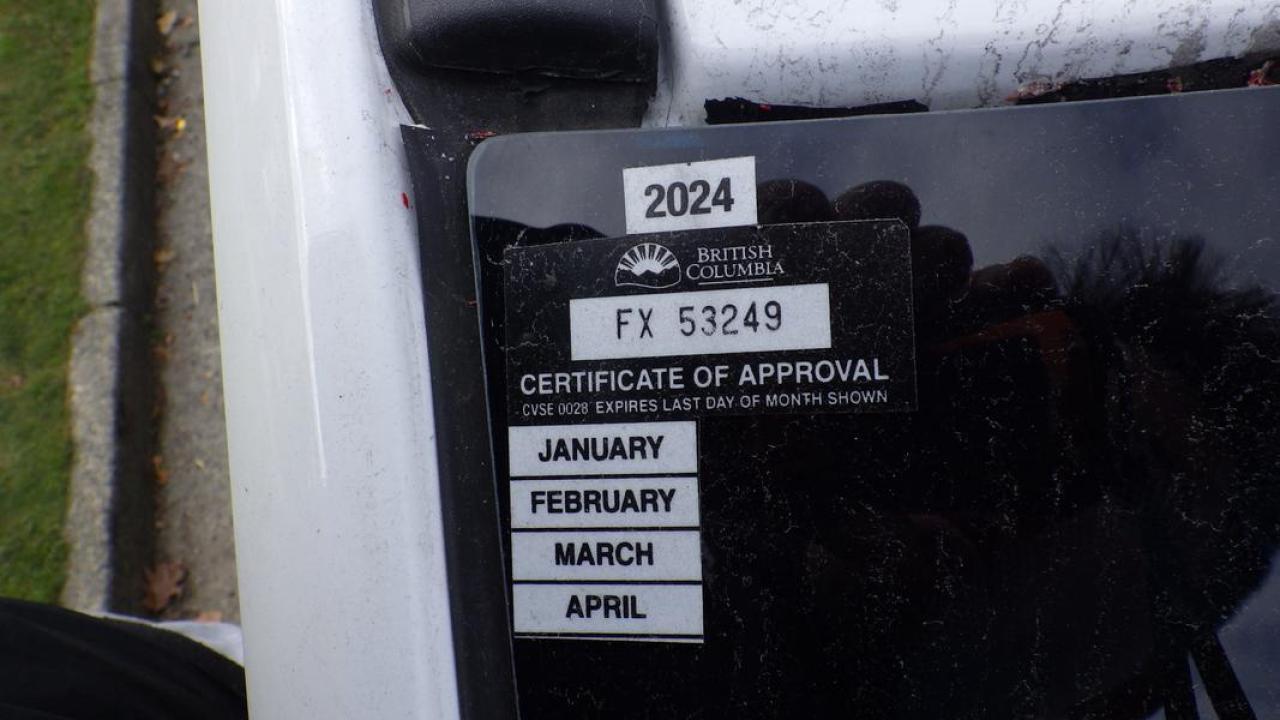 2024
BRITISH
COLUMBIA
FX 53249
CERTIFICATE OF APPROVAL
CVSE 0028 EXPIRES LAST DAY OF MONTH SHOWN
JANUARY
FEBRUARY
MARCH
APRIL